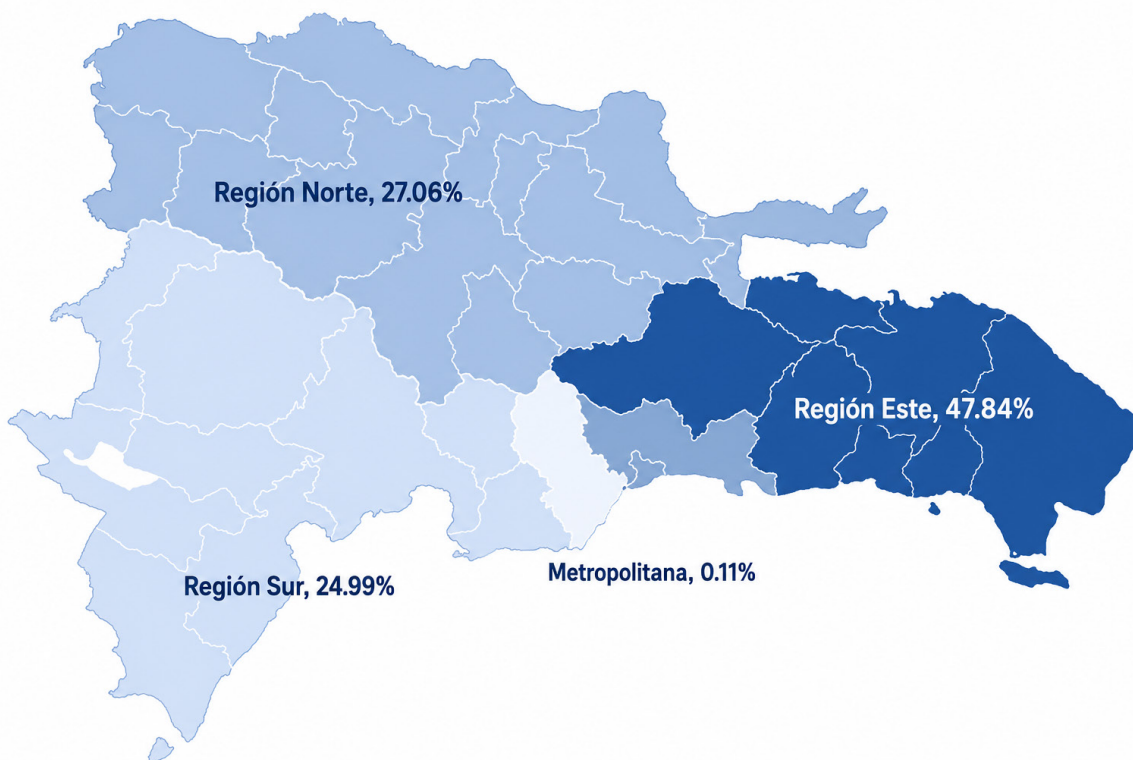 Región Norte, 27.06%
Región Este, 47.84%
Metropolitana, 0.11%
Región Sur, 24.99%